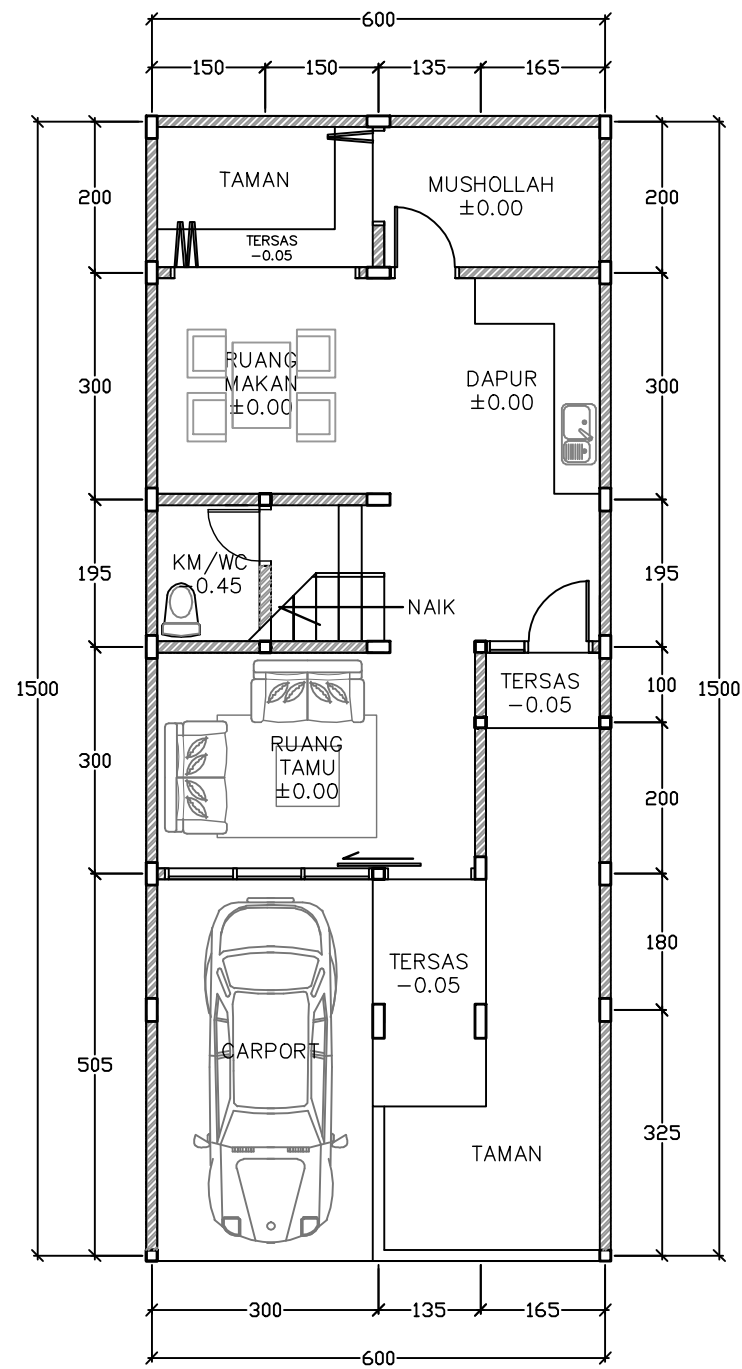 600
150
150
135
165
TAMAN
MUSHOLLAH
±0.00
200
200
TERSAS
-0.05
RUANG
MAKAN
±0.00
DAPUR
±0.00
300
300
KM/WC
-0.45
195
195
NAIK
1500
1500
TERSAS
-0.05
100
RUANG
TAMU
±0.00
300
200
TERSAS
-0.05
180
CARPORT
505
325
TAMAN
300
135
165
600